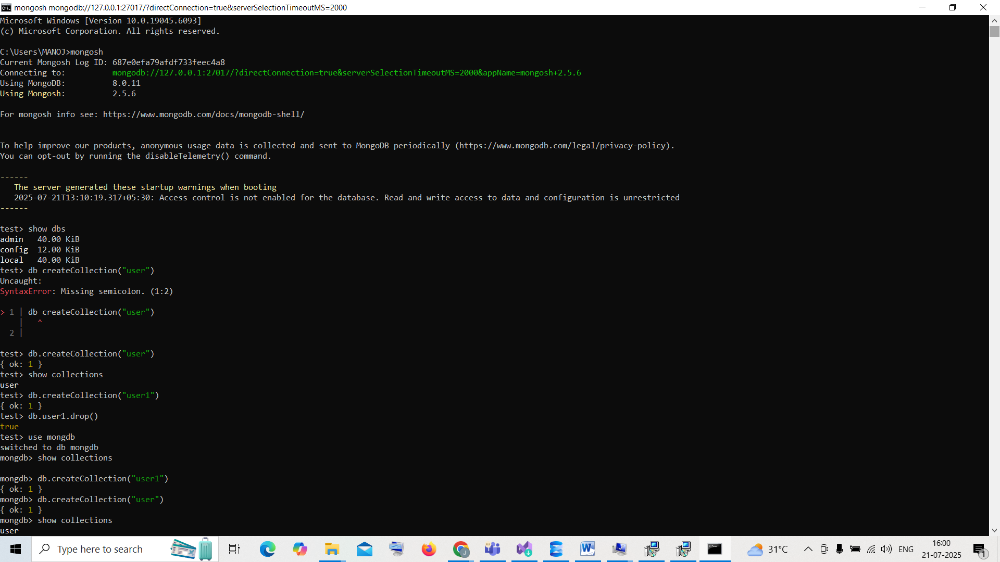 mongosh mongodb://127.0.0.1:27017/?directConnection=true&serverSelectionTimeoutMS=2000
Microsoft Windows [Version 10.0.19045.6093]
(c) Microsoft Corporation. All rights reserved.
C:\Users\MANOJ>mongosh
Current Mongosh Log ID: 687e0efa79afdf733feec4a8
Connecting to:          mongodb://127.0.0.1:27017/?directConnection=true&serverSelectionTimeoutMS=2000&appName=mongosh+2.5.6
Using MongoDB:          8.0.11
Using Mongosh:          2.5.6
For mongosh info see: https://www.mongodb.com/docs/mongodb-shell/
To help improve our products, anonymous usage data is collected and sent to MongoDB periodically (https://www.mongodb.com/legal/privacy-policy).
You can opt-out by running the disableTelemetry() command.
------
   The server generated these startup warnings when booting
   2025-07-21T13:10:19.317+05:30: Access control is not enabled for the database. Read and write access to data and configuration is unrestricted
------
test> show dbs
admin   40.00 KiB
config  12.00 KiB
local   40.00 KiB
test> db createCollection("user")
Uncaught:
SyntaxError: Missing semicolon. (1:2)
> 1 | db createCollection("user")
    |   ^
  2 |
test> db.createCollection("user")
{ ok: 1 }
test> show collections
user
test> db.createCollection("user1")
{ ok: 1 }
test> db.user1.drop()
true
test> use mongdb
switched to db mongdb
mongdb> show collections
mongdb> db.createCollection("user1")
{ ok: 1 }
mongdb> db.createCollection("user")
{ ok: 1 }
mongdb> show collections
user
Type here to search
31°C
ENG
16:00
21-07-2025
1